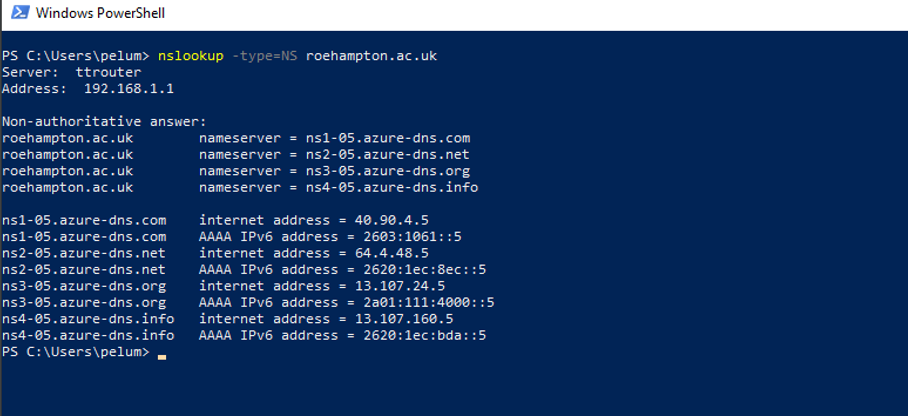 Windows PowerShell
PS C:\Users\pelum> nslookup -type=NS roehampton.ac.uk
Server:  ttrouter
Address:  192.168.1.1
Non-authoritative answer:
roehampton.ac.uk        nameserver = ns1-05.azure-dns.com
roehampton.ac.uk        nameserver = ns2-05.azure-dns.net
roehampton.ac.uk        nameserver = ns3-05.azure-dns.org
roehampton.ac.uk        nameserver = ns4-05.azure-dns.info
ns1-05.azure-dns.com    internet address = 40.90.4.5
ns1-05.azure-dns.com    AAAA IPv6 address = 2603:1061::5
ns2-05.azure-dns.net    internet address = 64.4.48.5
ns2-05.azure-dns.net    AAAA IPv6 address = 2620:1ec:8ec::5
ns3-05.azure-dns.org    internet address = 13.107.24.5
ns3-05.azure-dns.org    AAAA IPv6 address = 2a01:111:4000::5
ns4-05.azure-dns.info   internet address = 13.107.160.5
ns4-05.azure-dns.info   AAAA IPv6 address = 2620:1ec:bda::5
PS C:\Users\pelum>